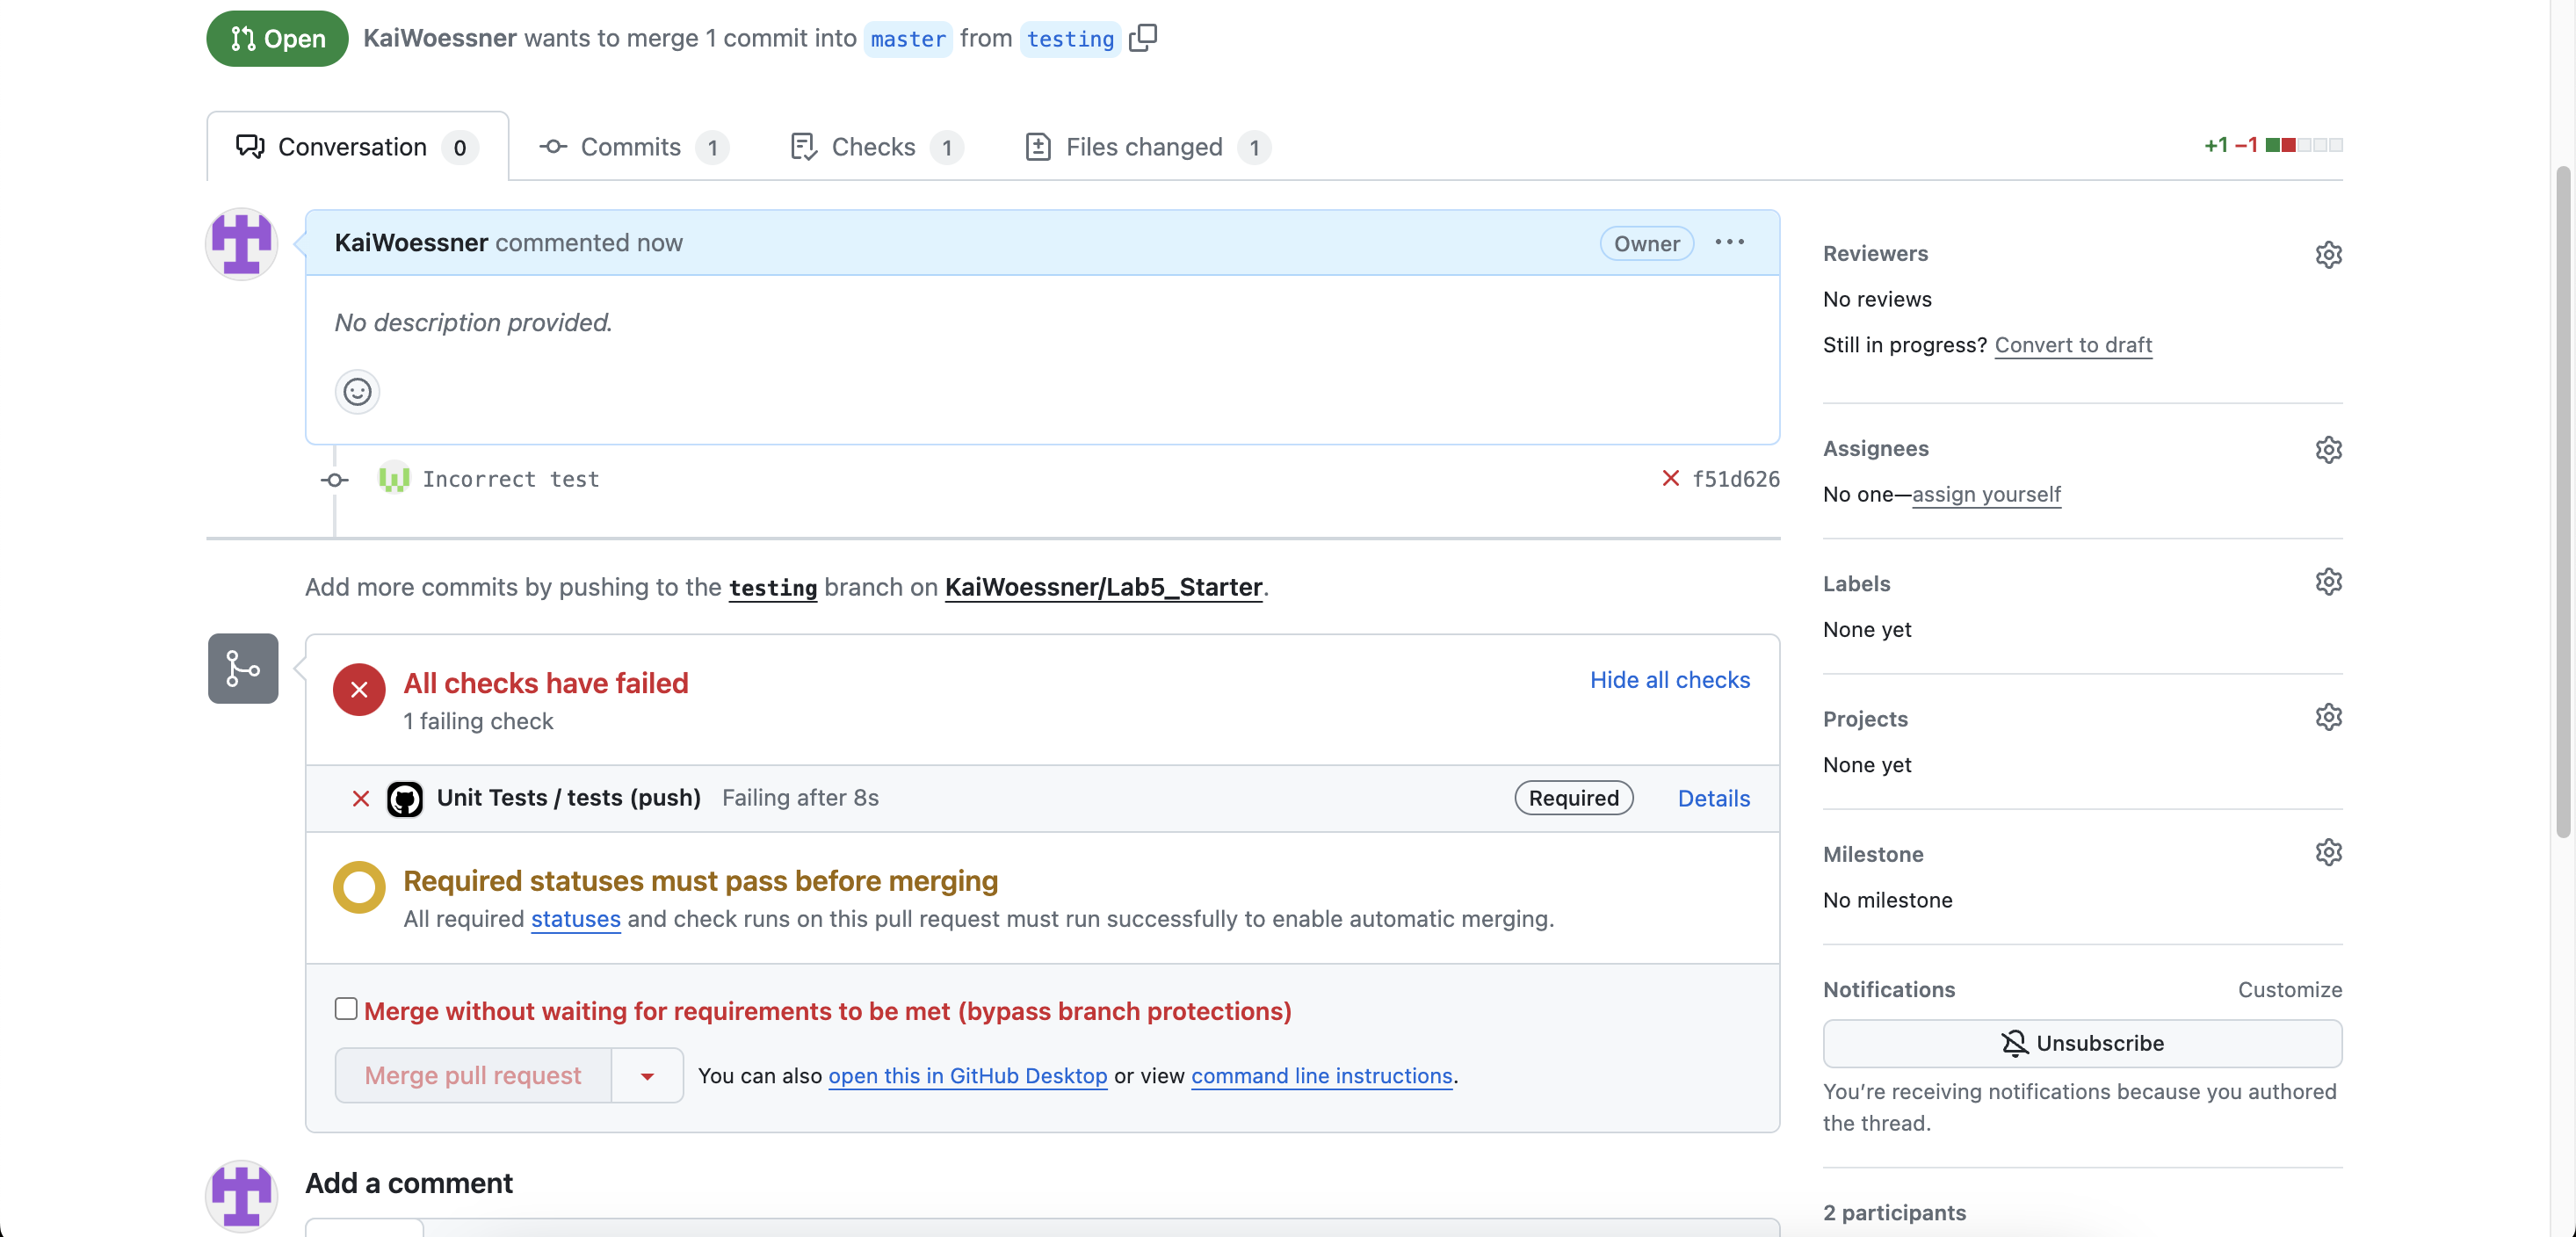 Open KaiWoessner wants to merge 1 commit into master from testing
Conversation 0 Commits 1 Checks 1 Files changed 1 +1 −1
KaiWoessner commented now Owner
No description provided.
Incorrect test f51d626
Add more commits by pushing to the testing branch on KaiWoessner/Lab5_Starter.
All checks have failed Hide all checks
1 failing check
Unit Tests / tests (push) Failing after 8s Required Details
Required statuses must pass before merging
All required statuses and check runs on this pull request must run successfully to enable automatic merging.
Merge without waiting for requirements to be met (bypass branch protections)
Merge pull request You can also open this in GitHub Desktop or view command line instructions.
Add a comment
Reviewers
No reviews
Still in progress? Convert to draft
Assignees
No one—assign yourself
Labels
None yet
Projects
None yet
Milestone
No milestone
Notifications Customize
Unsubscribe
You’re receiving notifications because you authored
the thread.
2 participants